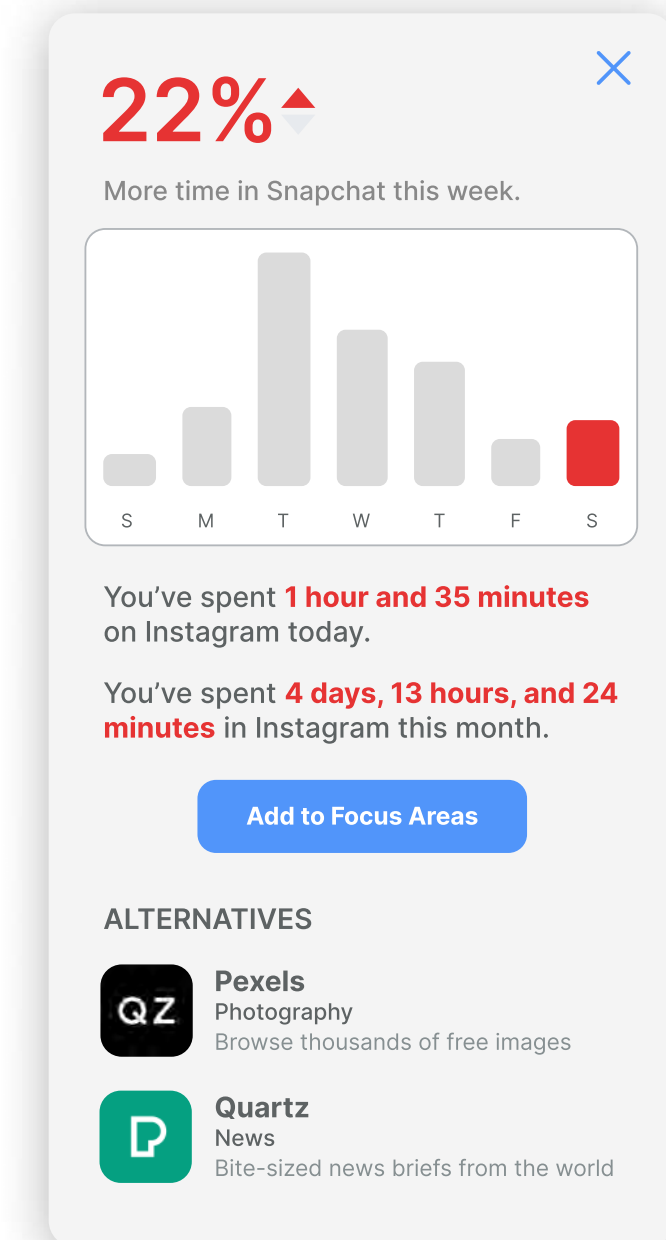 22%
More time in Snapchat this week.
S M T W T F S
You’ve spent 1 hour and 35 minutes
on Instagram today.
You’ve spent 4 days, 13 hours, and 24
minutes in Instagram this month.
Add to Focus Areas
ALTERNATIVES
QZ
Pexels
Photography
Browse thousands of free images
P
Quartz
News
Bite-sized news briefs from the world